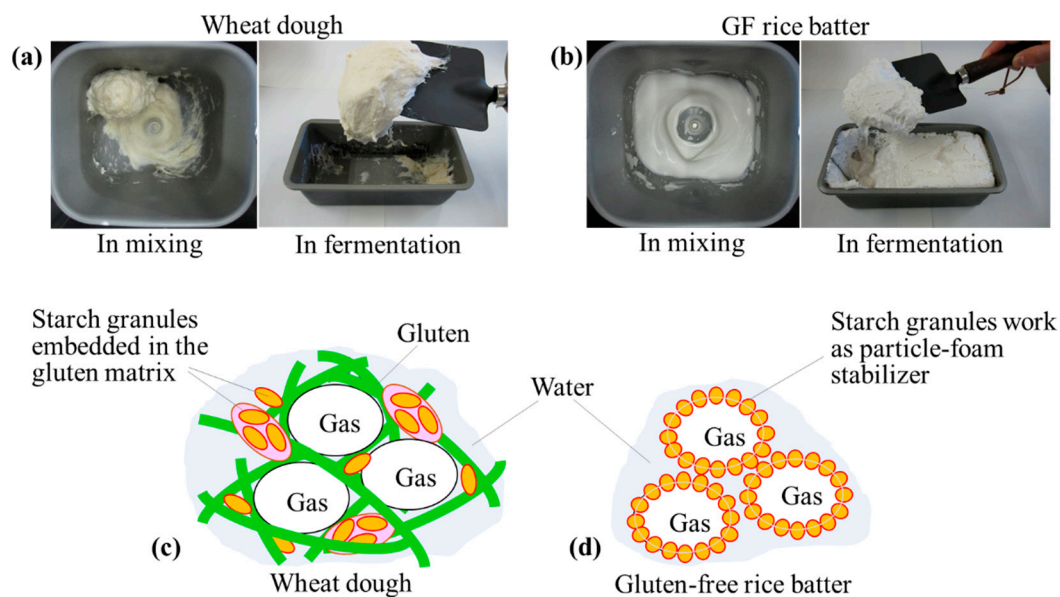 Wheat dough
GF rice batter
(a)
(b)
In mixing
In fermentation
In mixing
In fermentation
Starch granules
embedded in the
gluten matrix
Gluten
Water
Starch granules work
as particle-foam
stabilizer
Gas
Gas
Gas
Gas
Gas
Gas
(c)
(d)
Wheat dough
Gluten-free rice batter